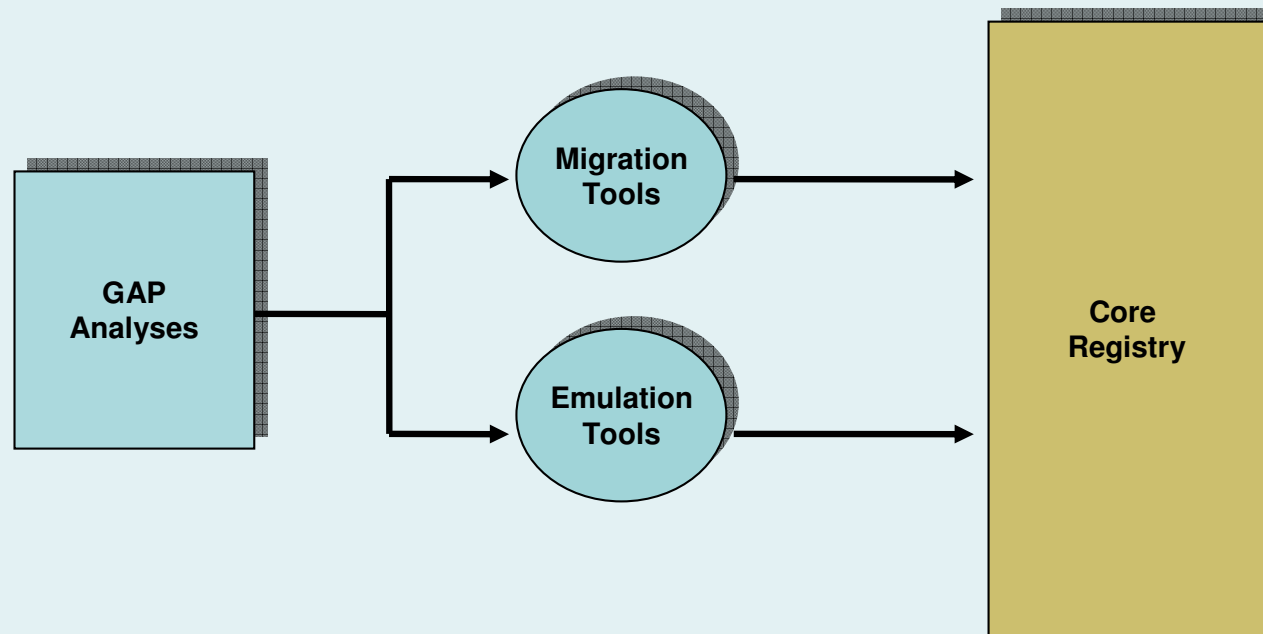 GAP
Analyses
Migration
Tools
Emulation
Tools
Core
Registry